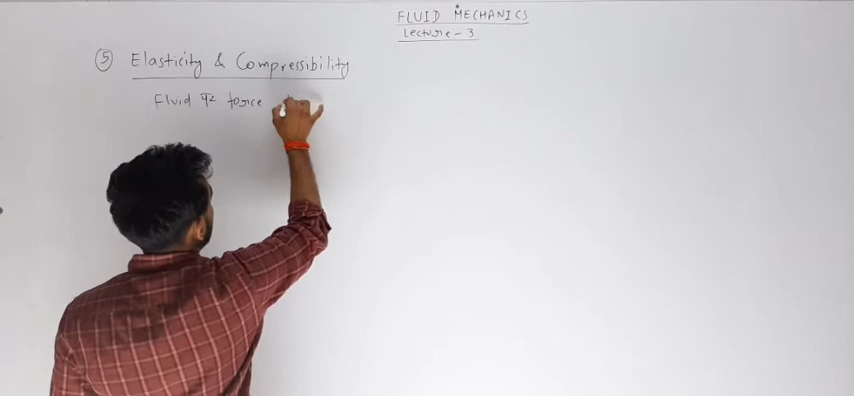 FLUID MECHANICS
Lecture - 3
⑤ Elasticity & Compressibility
Fluid पर force